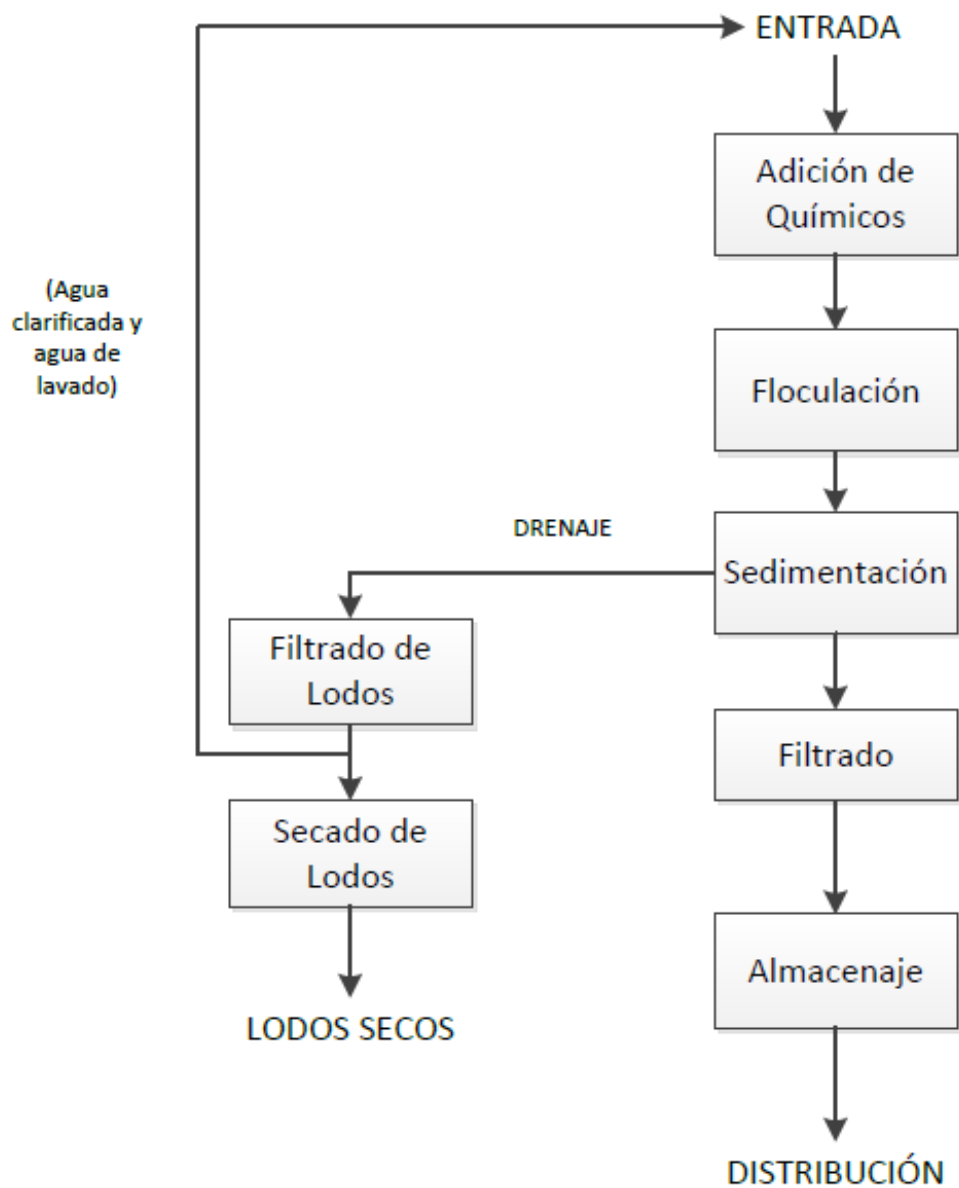 ENTRADA
Adición de
Químicos
(Agua
clarificada y
agua de
lavado)
Floculación
DRENAJE
Sedimentación
Filtrado de
Lodos
Filtrado
Secado de
Lodos
Almacenaje
LODOS SECOS
DISTRIBUCIÓN